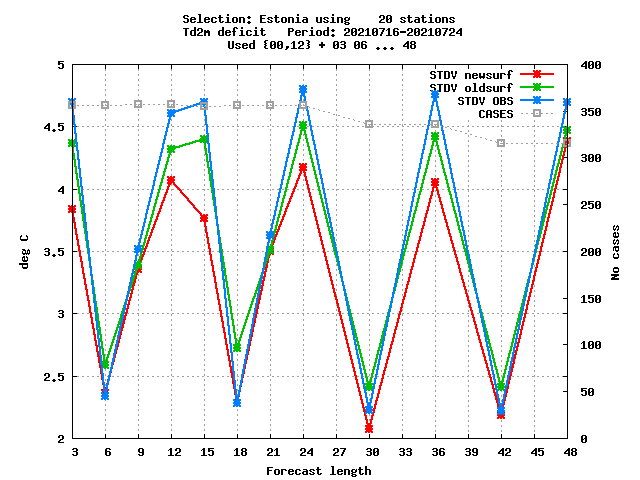 Selection: Estonia using    20 stations
Td2m deficit   Period: 20210716-20210724
Used {00,12} + 03 06 ... 48
STDV newsurf
STDV oldsurf
STDV OBS
CASES
deg C
5
4.5
4
3.5
3
2.5
2
No cases
400
350
300
250
200
150
100
50
0
3 6 9 12 15 18 21 24 27 30 33 36 39 42 45 48
Forecast length